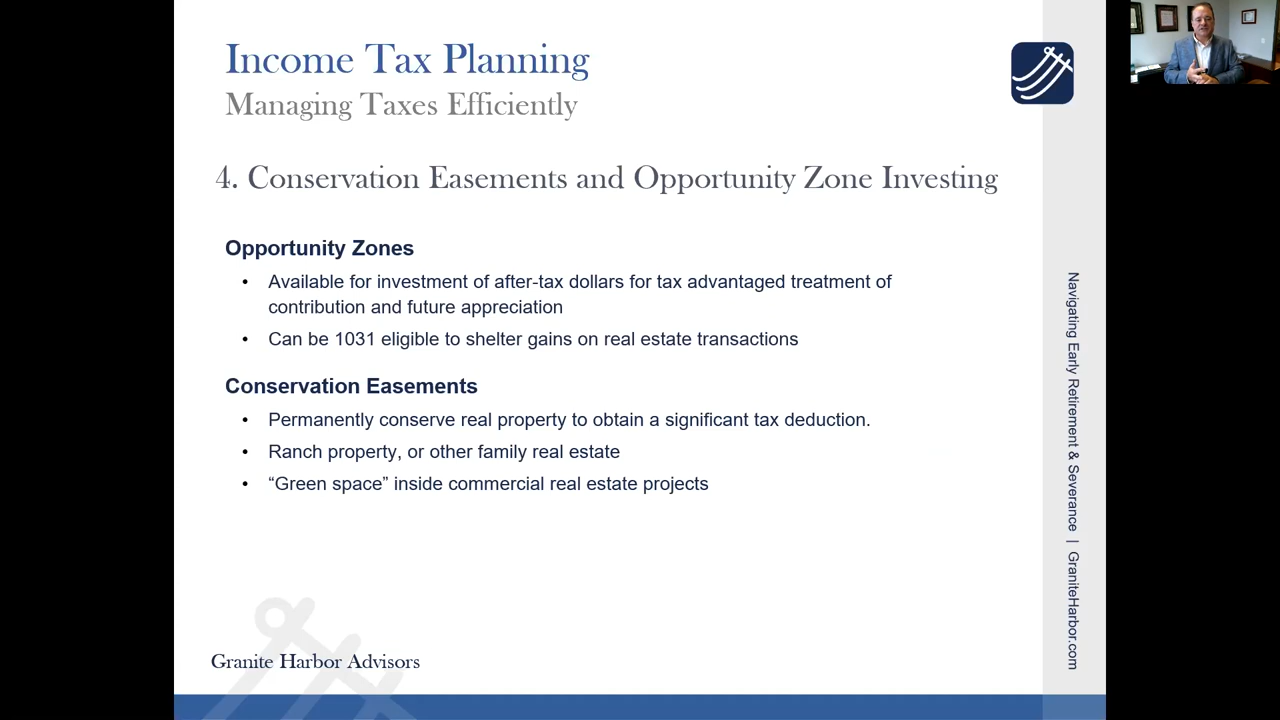 Income Tax Planning
Managing Taxes Efficiently
4. Conservation Easements and Opportunity Zone Investing
Opportunity Zones
• Available for investment of after-tax dollars for tax advantaged treatment of
contribution and future appreciation
• Can be 1031 eligible to shelter gains on real estate transactions
Conservation Easements
• Permanently conserve real property to obtain a significant tax deduction.
• Ranch property, or other family real estate
• “Green space” inside commercial real estate projects
Granite Harbor Advisors
Navigating Early Retirement & Severance | GraniteHarbor.com